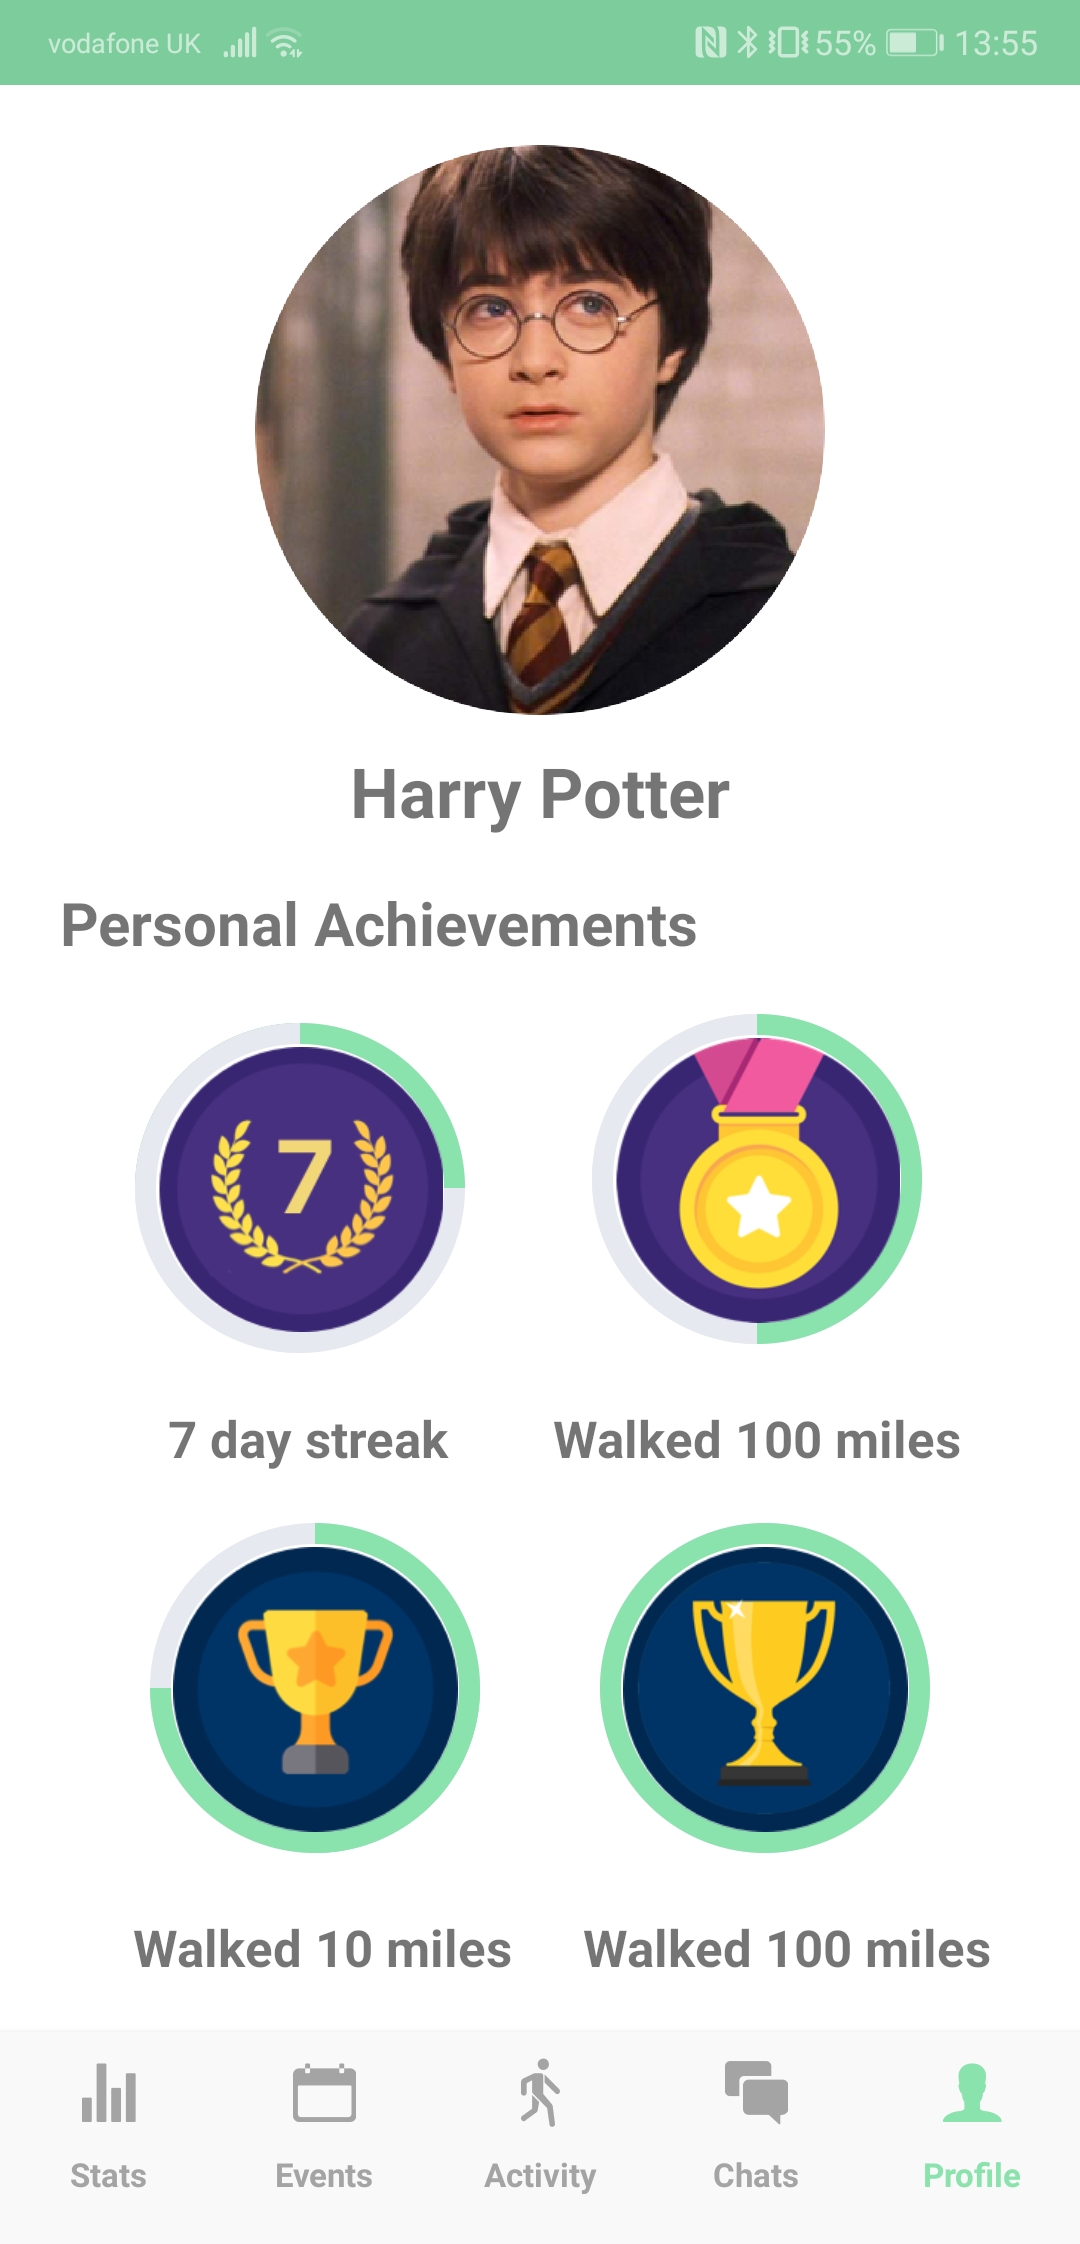 vodafone UK 55% 13:55
Harry Potter
Personal Achievements
7
7 day streak Walked 100 miles
Walked 10 miles Walked 100 miles
Stats Events Activity Chats Profile